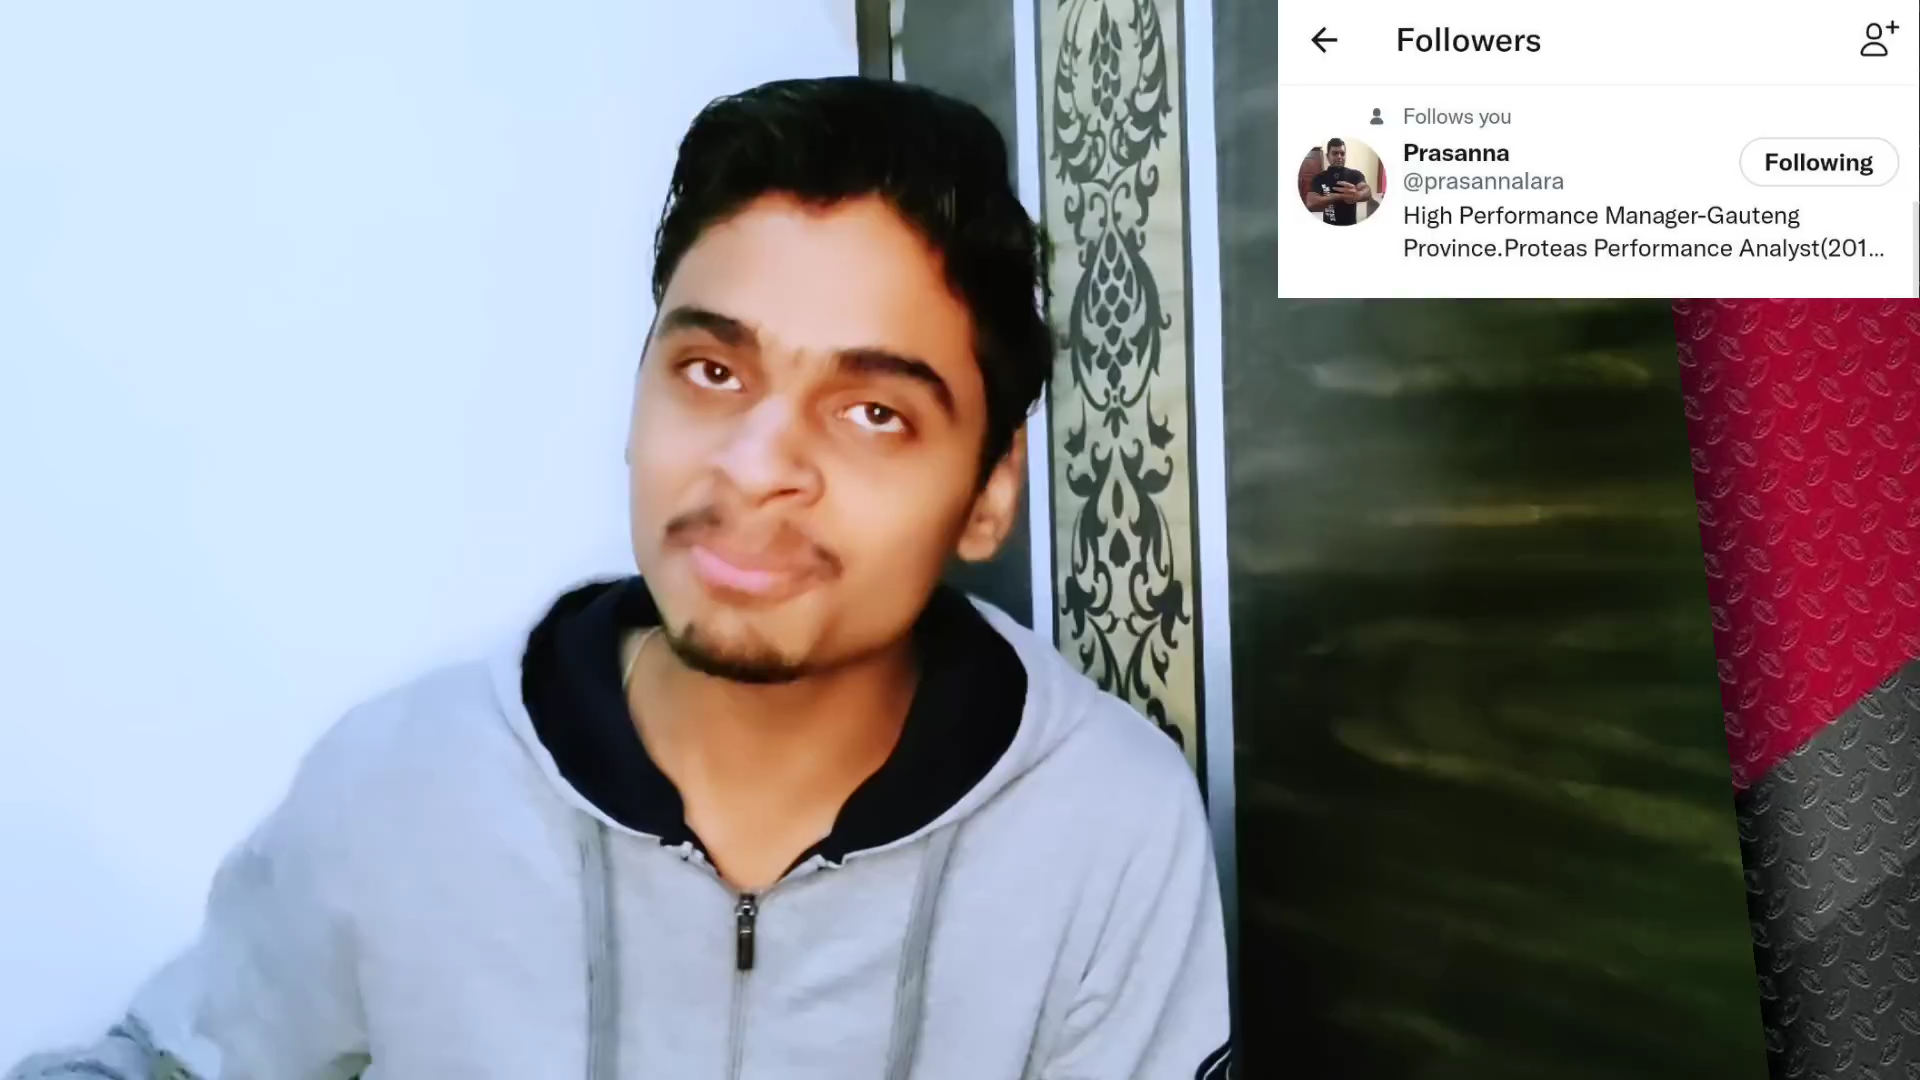 Followers
Follows you
Prasanna
Following
@prasannalara
High Performance Manager-Gauteng
Province.Proteas Performance Analyst(201...